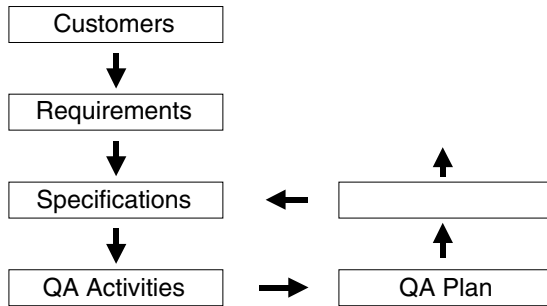 Customers
Requirements
Specifications
QA Activities
QA Plan